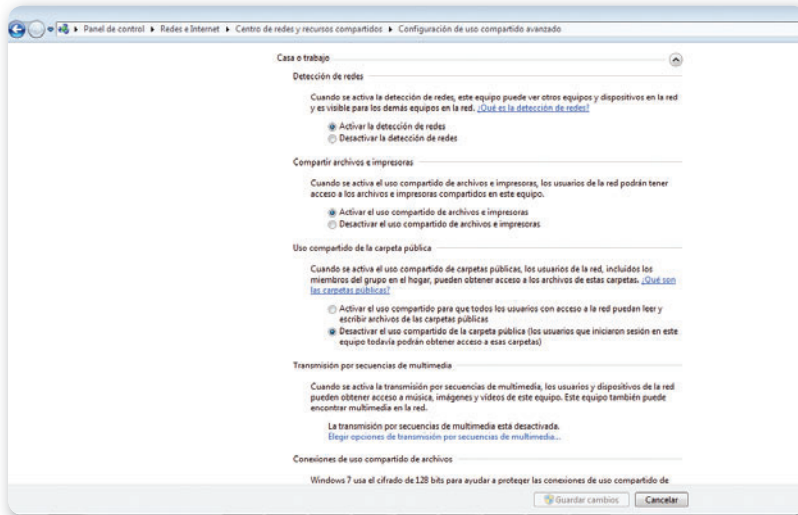 Panel de control ▸ Redes e Internet ▸ Centro de redes y recursos compartidos ▸ Configuración de uso compartido avanzado
Casa o trabajo
Detección de redes
Cuando se activa la detección de redes, este equipo puede ver otros equipos y dispositivos en la red
y es visible para los demás equipos en la red. ¿Qué es la detección de redes?
Activar la detección de redes
Desactivar la detección de redes
Compartir archivos e impresoras
Cuando se activa el uso compartido de archivos e impresoras, los usuarios de la red podrán tener
acceso a los archivos e impresoras compartidos en este equipo.
Activar el uso compartido de archivos e impresoras
Desactivar el uso compartido de archivos e impresoras
Uso compartido de la carpeta pública
Cuando se activa el uso compartido de carpetas públicas, los usuarios de la red, incluidos los
miembros del grupo en el hogar, pueden obtener acceso a los archivos de estas carpetas. ¿Qué son
las carpetas públicas?
Activar el uso compartido para que todos los usuarios con acceso a la red puedan leer y
escribir archivos de las carpetas públicas
Desactivar el uso compartido de la carpeta pública (los usuarios que iniciaron sesión en este
equipo todavía podrán obtener acceso a esas carpetas)
Transmisión por secuencias de multimedia
Cuando se activa la transmisión por secuencias de multimedia, los usuarios y dispositivos de la red
pueden obtener acceso a música, imágenes y vídeos de este equipo. Este equipo también puede
encontrar multimedia en la red.
La transmisión por secuencias de multimedia está desactivada.
Elegir opciones de transmisión por secuencias de multimedia...
Conexiones de uso compartido de archivos
Windows 7 usa el cifrado de 128 bits para ayudar a proteger las conexiones de uso compartido de
Guardar cambios Cancelar